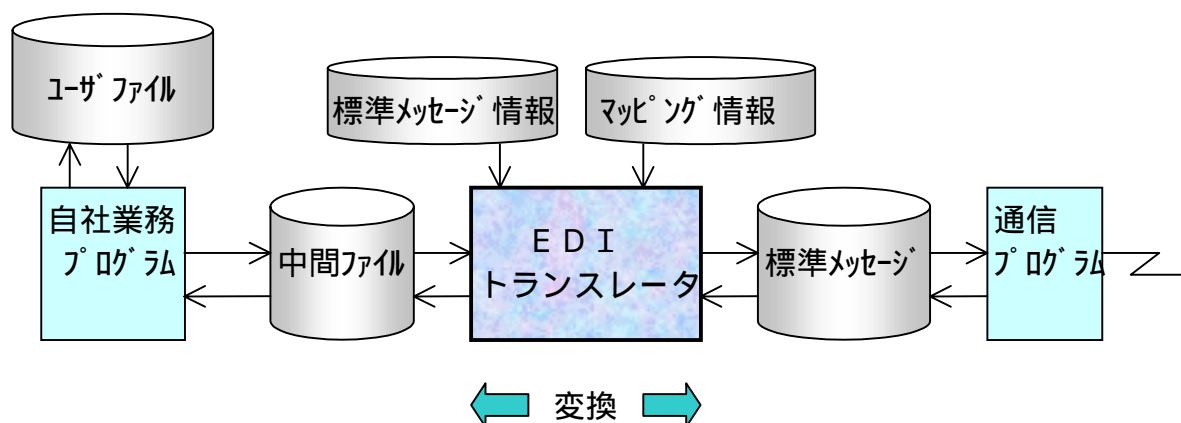 ﾕｰｻﾞﾌｧｲﾙ
標準ﾒｯｾｰｼﾞ情報
ﾏｯﾋﾟﾝｸﾞ情報
自社業務
ﾌﾟﾛｸﾞﾗﾑ
中間ﾌｧｲﾙ
ＥＤＩ
トランスレータ
標準ﾒｯｾｰｼﾞ
通信
ﾌﾟﾛｸﾞﾗﾑ
変換